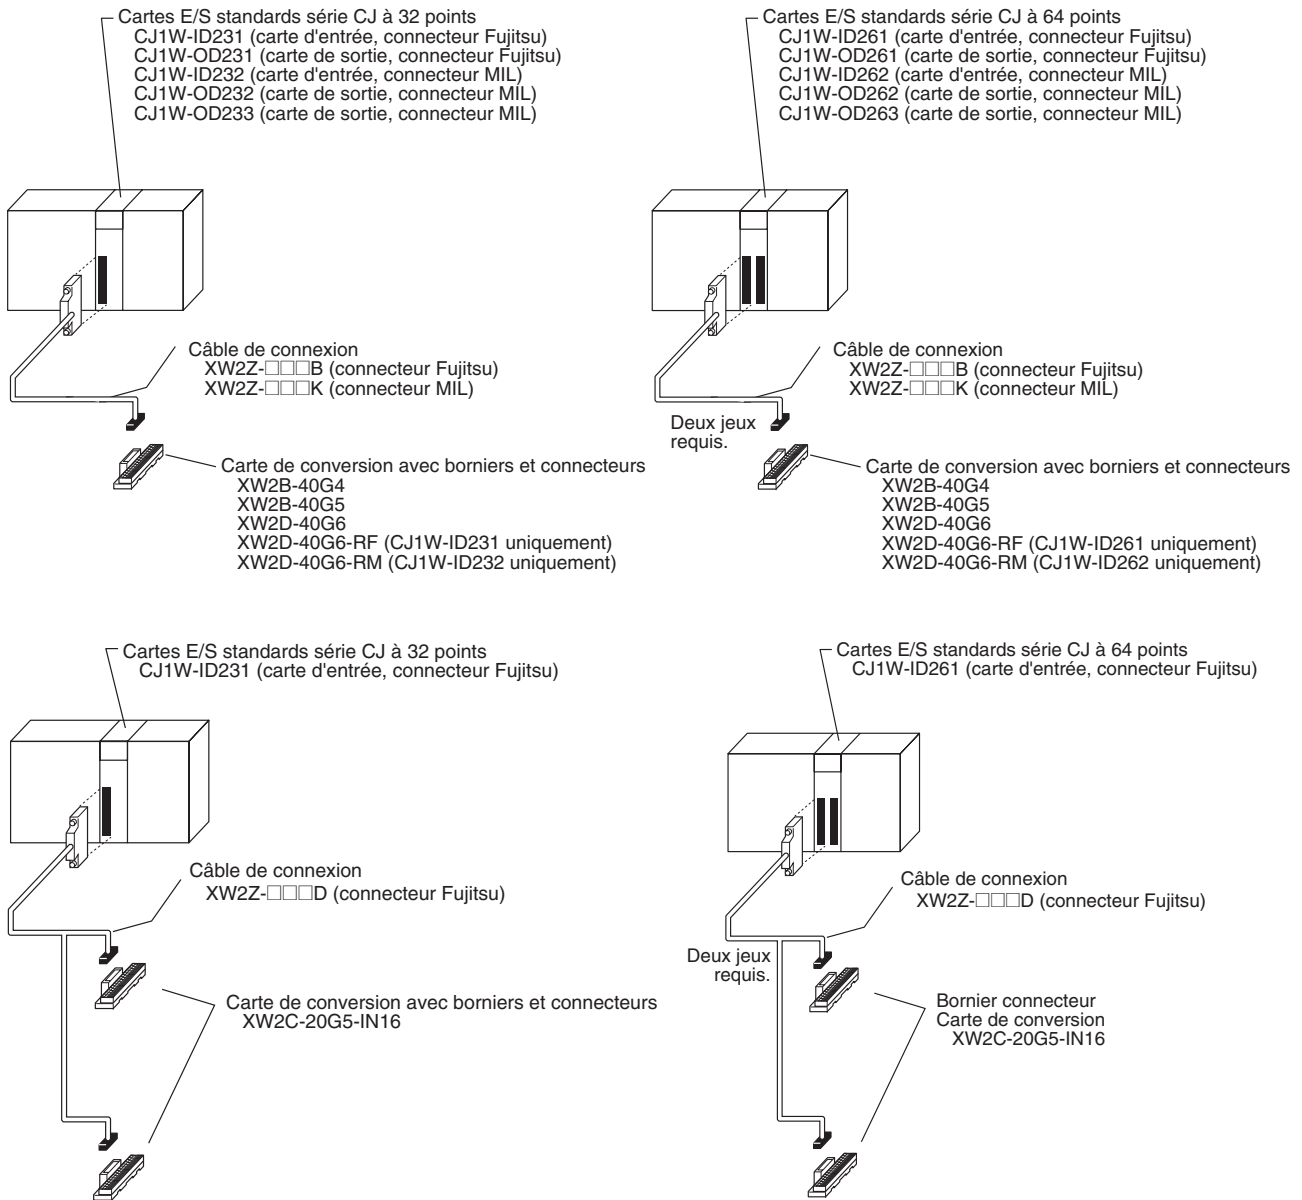 Cartes E/S standards série CJ à 32 points
CJ1W-ID231 (carte d'entrée, connecteur Fujitsu)
CJ1W-OD231 (carte de sortie, connecteur Fujitsu)
CJ1W-ID232 (carte d'entrée, connecteur MIL)
CJ1W-OD232 (carte de sortie, connecteur MIL)
CJ1W-OD233 (carte de sortie, connecteur MIL)
Câble de connexion
XW2Z-□□□B (connecteur Fujitsu)
XW2Z-□□□K (connecteur MIL)
Carte de conversion avec borniers et connecteurs
XW2B-40G4
XW2B-40G5
XW2D-40G6
XW2D-40G6-RF (CJ1W-ID231 uniquement)
XW2D-40G6-RM (CJ1W-ID232 uniquement)
Cartes E/S standards série CJ à 64 points
CJ1W-ID261 (carte d'entrée, connecteur Fujitsu)
CJ1W-OD261 (carte de sortie, connecteur Fujitsu)
CJ1W-ID262 (carte d'entrée, connecteur MIL)
CJ1W-OD262 (carte de sortie, connecteur MIL)
CJ1W-OD263 (carte de sortie, connecteur MIL)
Câble de connexion
XW2Z-□□□B (connecteur Fujitsu)
XW2Z-□□□K (connecteur MIL)
Deux jeux
requis.
Carte de conversion avec borniers et connecteurs
XW2B-40G4
XW2B-40G5
XW2D-40G6
XW2D-40G6-RF (CJ1W-ID261 uniquement)
XW2D-40G6-RM (CJ1W-ID262 uniquement)
Cartes E/S standards série CJ à 32 points
CJ1W-ID231 (carte d'entrée, connecteur Fujitsu)
Câble de connexion
XW2Z-□□□D (connecteur Fujitsu)
Carte de conversion avec borniers et connecteurs
XW2C-20G5-IN16
Cartes E/S standards série CJ à 64 points
CJ1W-ID261 (carte d'entrée, connecteur Fujitsu)
Câble de connexion
XW2Z-□□□D (connecteur Fujitsu)
Deux jeux
requis.
Bornier connecteur
Carte de conversion
XW2C-20G5-IN16